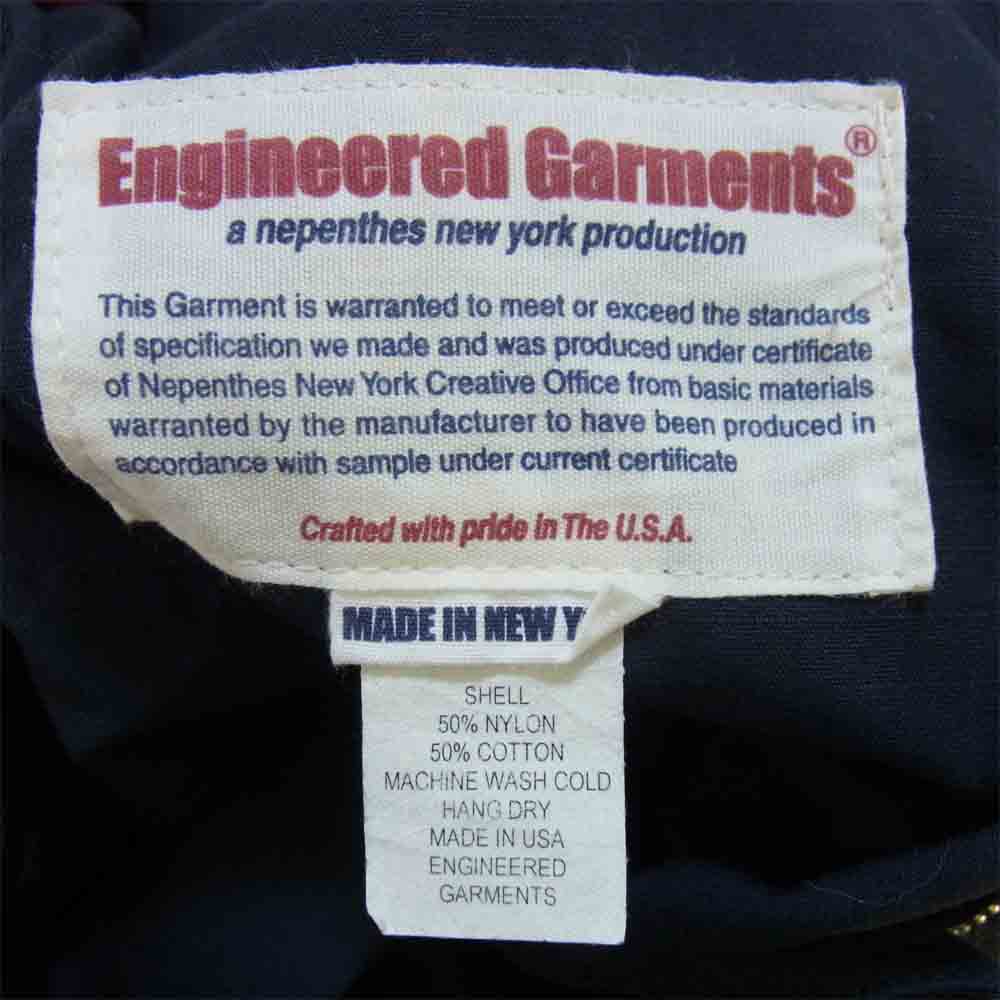 Engineered Garments®
a nepenthes new york production
This Garment is warranted to meet or exceed the standards
of specification we made and was produced under certificate
of Nepenthes New York Creative Office from basic materials
warranted by the manufacturer to have been produced in
accordance with sample under current certificate
Crafted with pride in The U.S.A.
MADE IN NEW Y
SHELL
50% NYLON
50% COTTON
MACHINE WASH COLD
HANG DRY
MADE IN USA
ENGINEERED
GARMENTS